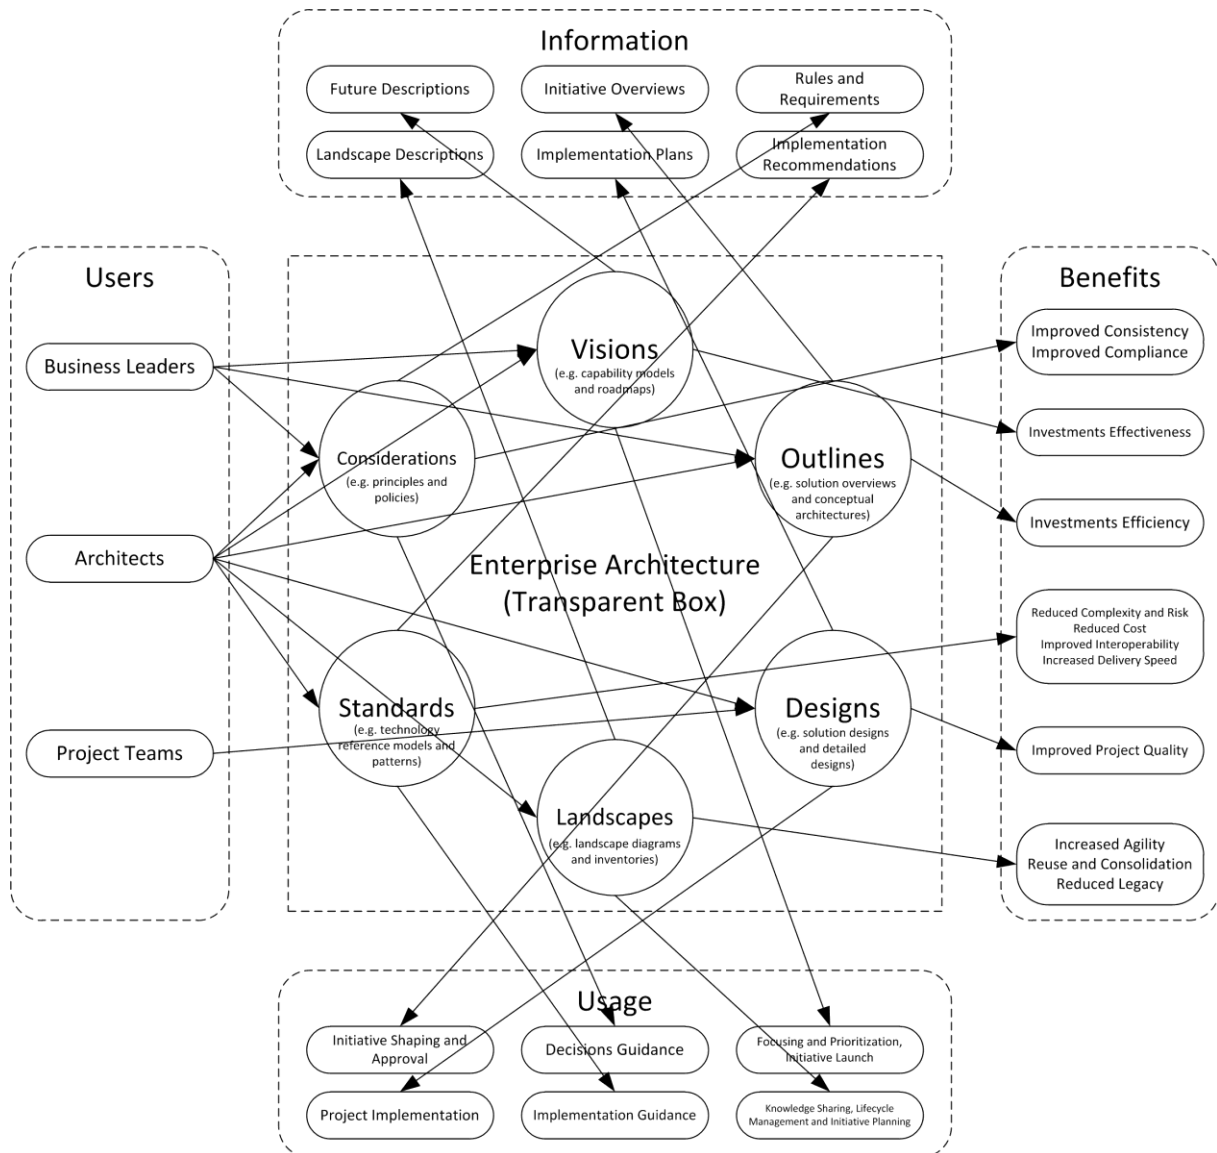 Information
Future Descriptions
Initiative Overviews
Rules and
Requirements
Landscape Descriptions
Implementation Plans
Implementation
Recommendations
Users
Business Leaders
Architects
Project Teams
Visions
(e.g. capability models
and roadmaps)
Considerations
(e.g. principles and
policies)
Outlines
(e.g. solution overviews
and conceptual
architectures)
Enterprise Architecture
(Transparent Box)
Standards
(e.g. technology
reference models and
patterns)
Designs
(e.g. solution designs
and detailed
designs)
Landscapes
(e.g. landscape diagrams
and inventories)
Benefits
Improved Consistency
Improved Compliance
Investments Effectiveness
Investments Efficiency
Reduced Complexity and Risk
Reduced Cost
Improved Interoperability
Increased Delivery Speed
Improved Project Quality
Increased Agility
Reuse and Consolidation
Reduced Legacy
Usage
Initiative Shaping and
Approval
Decisions Guidance
Focusing and Prioritization,
Initiative Launch
Project Implementation
Implementation Guidance
Knowledge Sharing, Lifecycle
Management and Initiative Planning